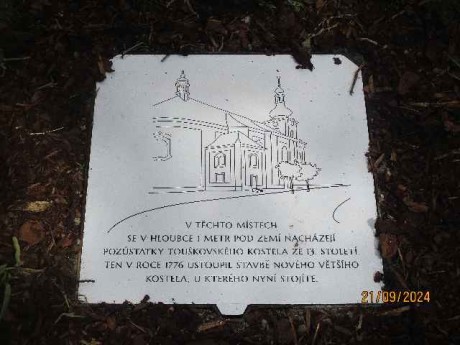 V TĚCHTO MÍSTECH
SE V HLOUBCE 1 METR POD ZEMÍ NACHÁZEJÍ
POZŮSTATKY TOUŠKOVSKÉHO KOSTELA ZE 13. STOLETÍ.
TEN V ROCE 1776 USTOUPIL STAVBĚ NOVÉHO VĚTŠÍHO
KOSTELA, U KTERÉHO NYNÍ STOJÍTE.
21/09/2024